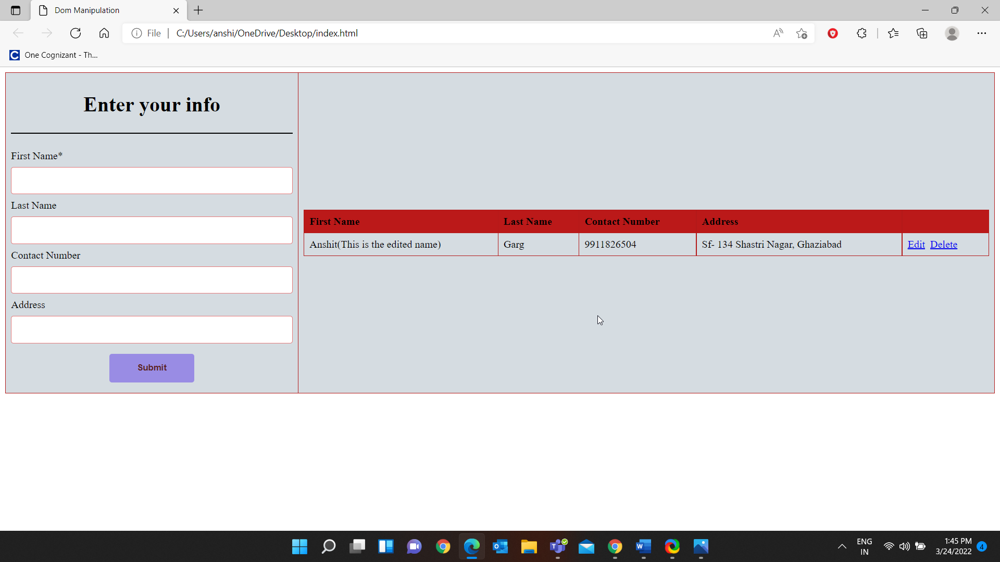 Dom Manipulation
File
C:/Users/anshi/OneDrive/Desktop/index.html
One Cognizant - Th...
Enter your info
First Name*
Last Name
Contact Number
Address
Submit
First Name Last Name Contact Number Address
Anshit(This is the edited name) Garg 9911826504 Sf- 134 Shastri Nagar, Ghaziabad Edit Delete
ENG
IN
1:45 PM
3/24/2022
4